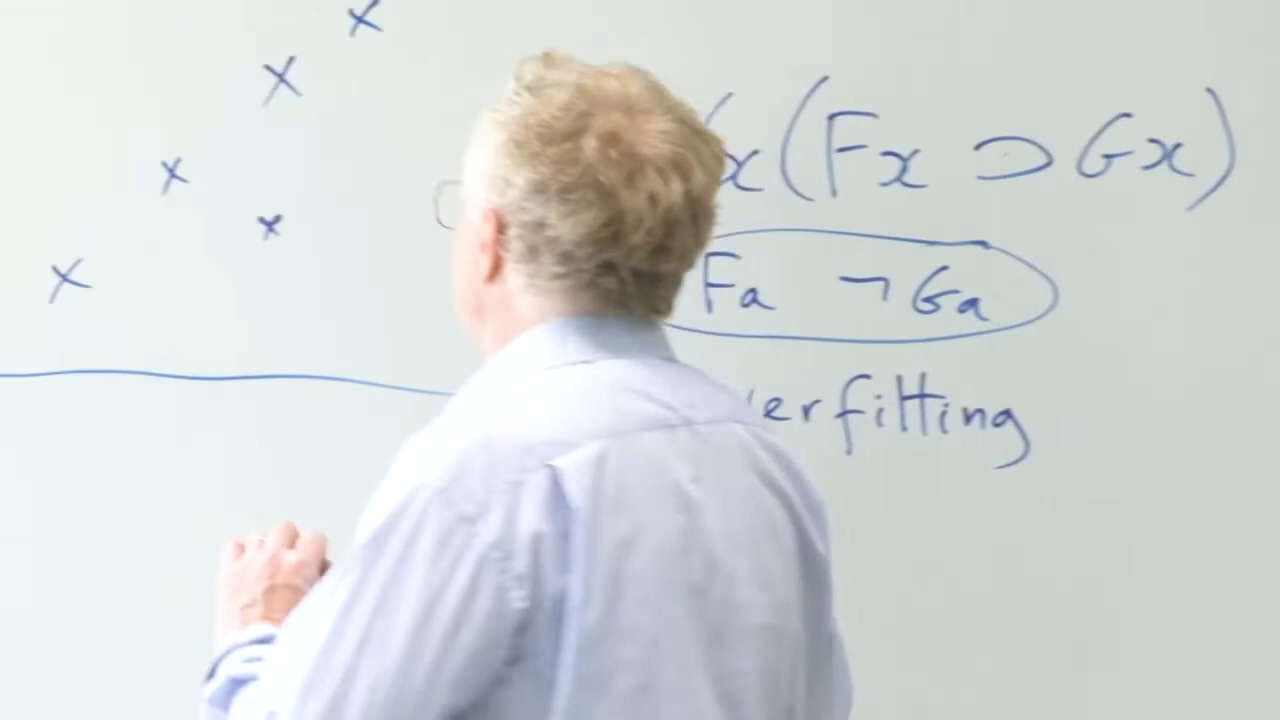 x(Fx ⊃ Gx)
Fa ¬Ga
erfitting